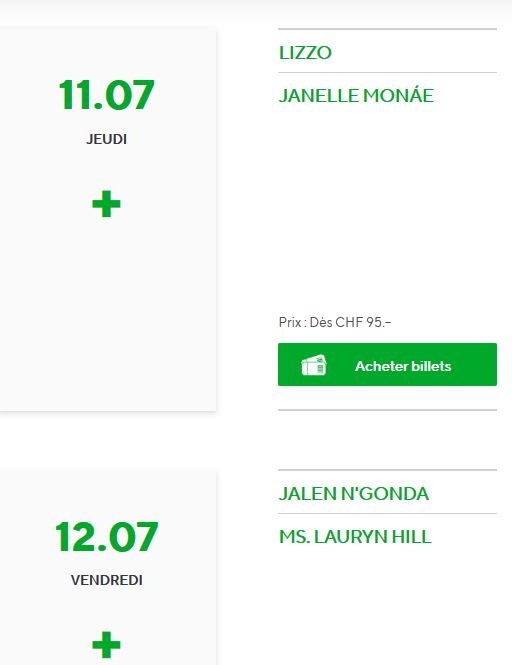 11.07
JEUDI
+
LIZZO
JANELLE MONÁE
Prix : Dès CHF 95.–
Acheter billets
12.07
VENDREDI
+
JALEN N'GONDA
MS. LAURYN HILL